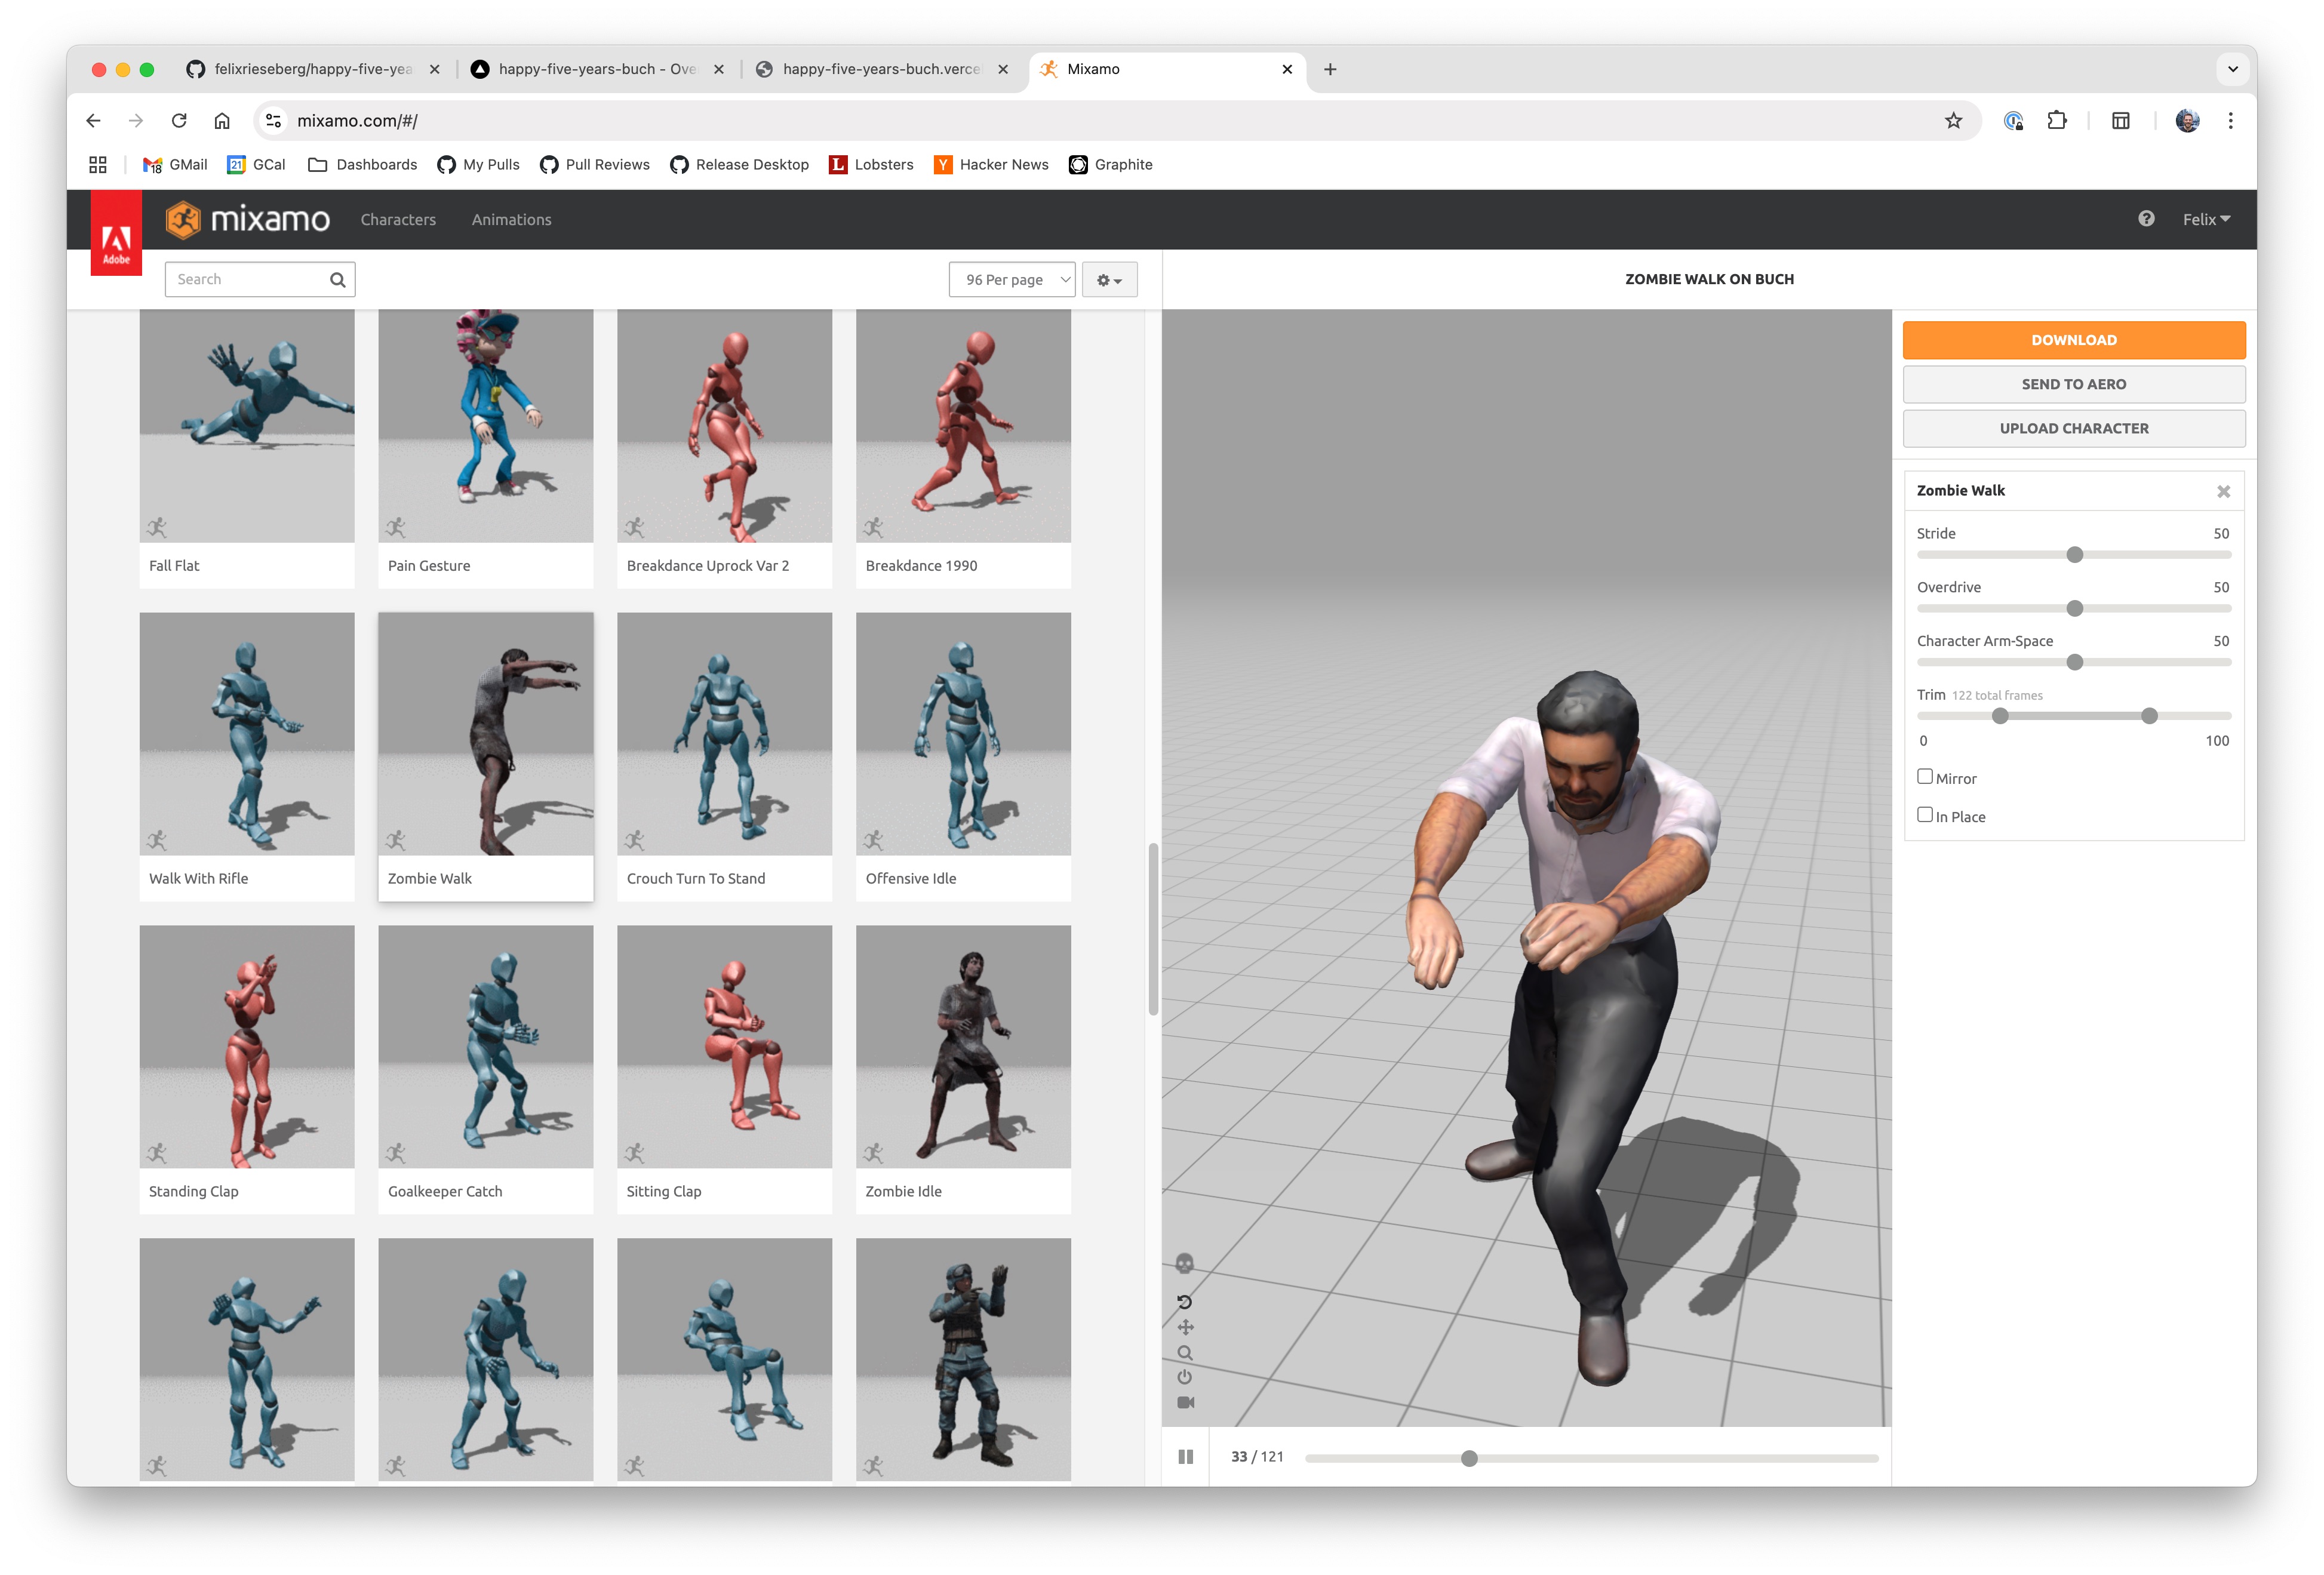 felixrieseberg/happy-five-yea
happy-five-years-buch - Ove
happy-five-years-buch.verce
Mixamo
mixamo.com/#/
18
GMail
21
GCal
Dashboards
My Pulls
Pull Reviews
Release Desktop
L
Lobsters
Y
Hacker News
Graphite
Adobe
mixamo
Characters
Animations
Felix
Search
96 Per page
ZOMBIE WALK ON BUCH
Fall Flat
Pain Gesture
Breakdance Uprock Var 2
Breakdance 1990
Walk With Rifle
Zombie Walk
Crouch Turn To Stand
Offensive Idle
Standing Clap
Goalkeeper Catch
Sitting Clap
Zombie Idle
33 / 121
DOWNLOAD
SEND TO AERO
UPLOAD CHARACTER
Zombie Walk
Stride 50
Overdrive 50
Character Arm-Space 50
Trim 122 total frames
0 100
Mirror
In Place